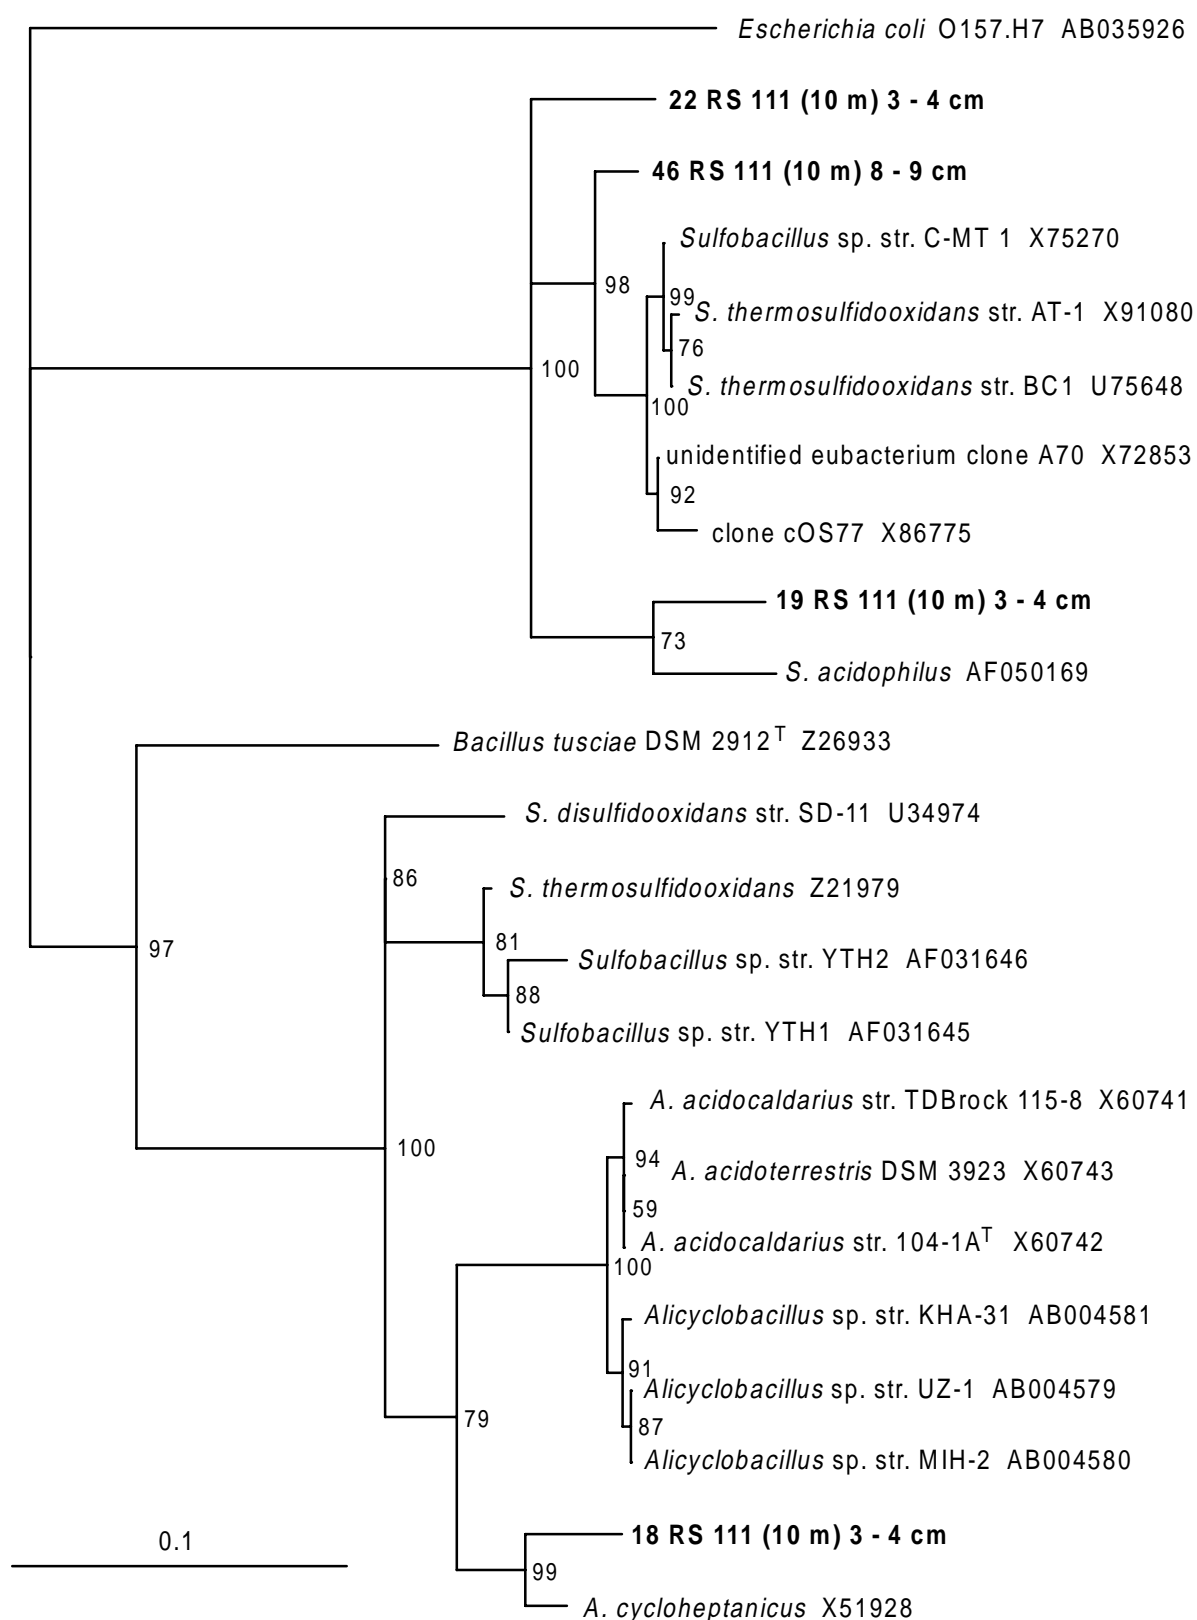 Escherichia coli O157.H7 AB035926
22 RS 111 (10 m) 3 - 4 cm
46 RS 111 (10 m) 8 - 9 cm
Sulfobacillus sp. str. C-MT 1 X75270
98
99
S. thermosulfidooxidans str. AT-1 X91080
76
100
S. thermosulfidooxidans str. BC1 U75648
100
unidentified eubacterium clone A70 X72853
92
clone cOS77 X86775
19 RS 111 (10 m) 3 - 4 cm
73
S. acidophilus AF050169
Bacillus tusciae DSM 2912T Z26933
S. disulfidooxidans str. SD-11 U34974
86
S. thermosulfidooxidans Z21979
81
97
Sulfobacillus sp. str. YTH2 AF031646
88
Sulfobacillus sp. str. YTH1 AF031645
A. acidocaldarius str. TDBrock 115-8 X60741
100
94
A. acidoterrestris DSM 3923 X60743
59
A. acidocaldarius str. 104-1AT X60742
100
Alicyclobacillus sp. str. KHA-31 AB004581
91
Alicyclobacillus sp. str. UZ-1 AB004579
79
87
Alicyclobacillus sp. str. MIH-2 AB004580
0.1
18 RS 111 (10 m) 3 - 4 cm
99
A. cycloheptanicus X51928